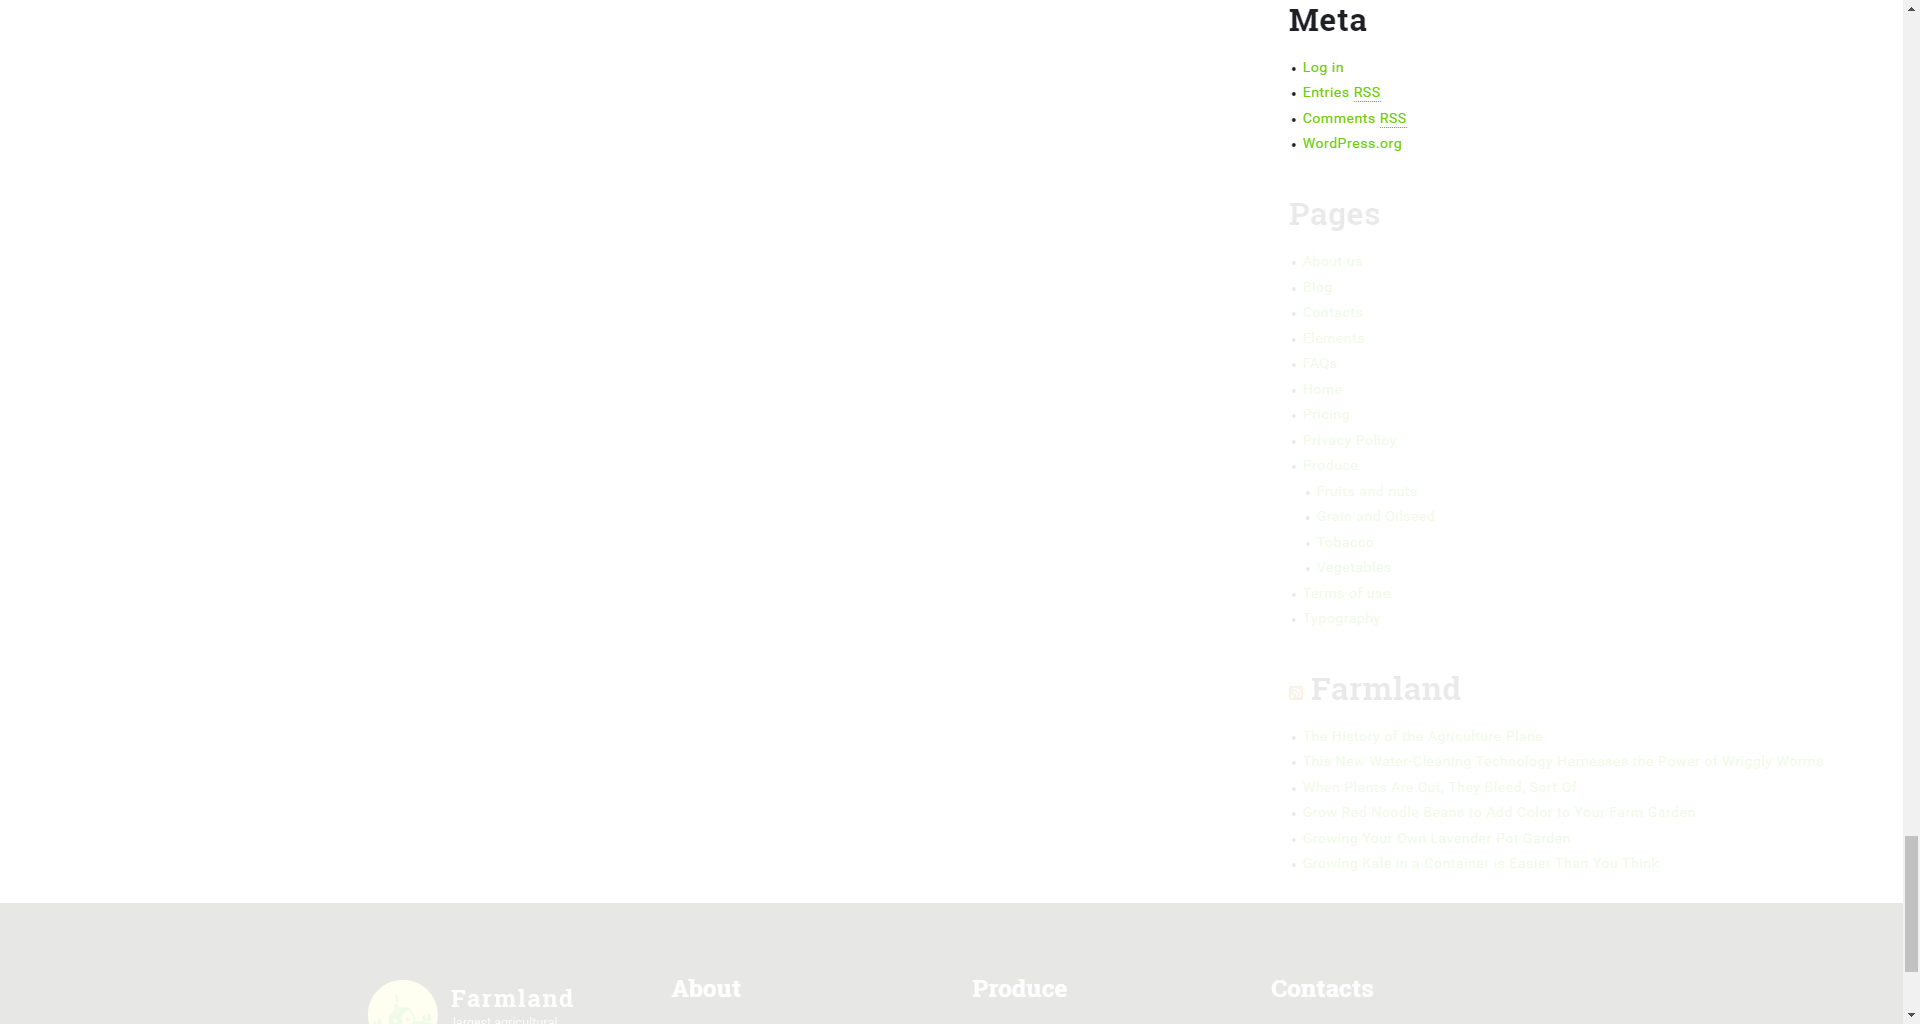 Meta
Log in
Entries RSS
Comments RSS
WordPress.org
Pages
About us
Blog
Contacts
Elements
FAQs
Home
Pricing
Privacy Policy
Produce
Fruits and nuts
Grain and Oilseed
Tobacco
Vegetables
Terms of use
Typography
Farmland
The History of the Agriculture Plane
This New Water-Cleaning Technology Harnesses the Power of Wriggly Worms
When Plants Are Cut, They Bleed, Sort Of
Grow Red Noodle Beans to Add Color to Your Farm Garden
Growing Your Own Lavender Pot Garden
Growing Kale in a Container is Easier Than You Think
Farmland
largest agricultural
About
Produce
Contacts